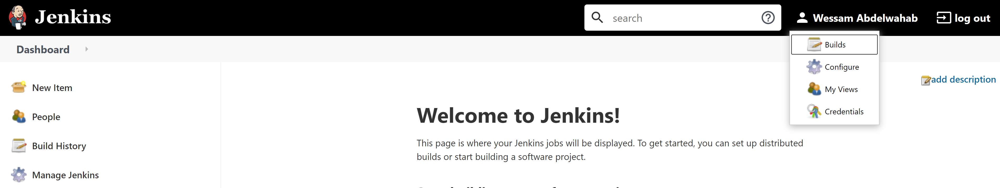 Jenkins
search
Wessam Abdelwahab
log out
Dashboard
Builds
Configure
My Views
Credentials
add description
New Item
People
Build History
Manage Jenkins
Welcome to Jenkins!
This page is where your Jenkins jobs will be displayed. To get started, you can set up distributed
builds or start building a software project.